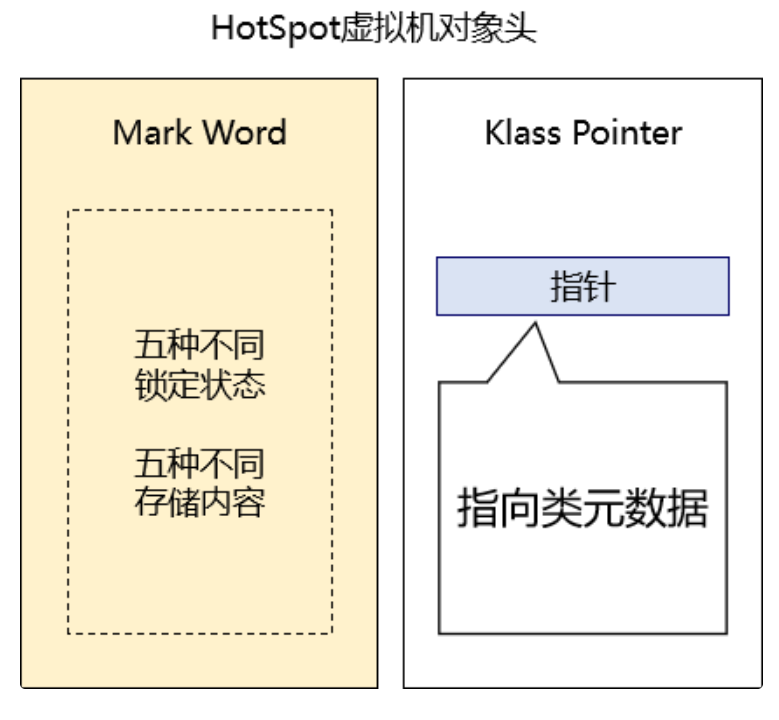 HotSpot虚拟机对象头
Mark Word
五种不同
锁定状态
五种不同
存储内容
Klass Pointer
指针
指向类元数据